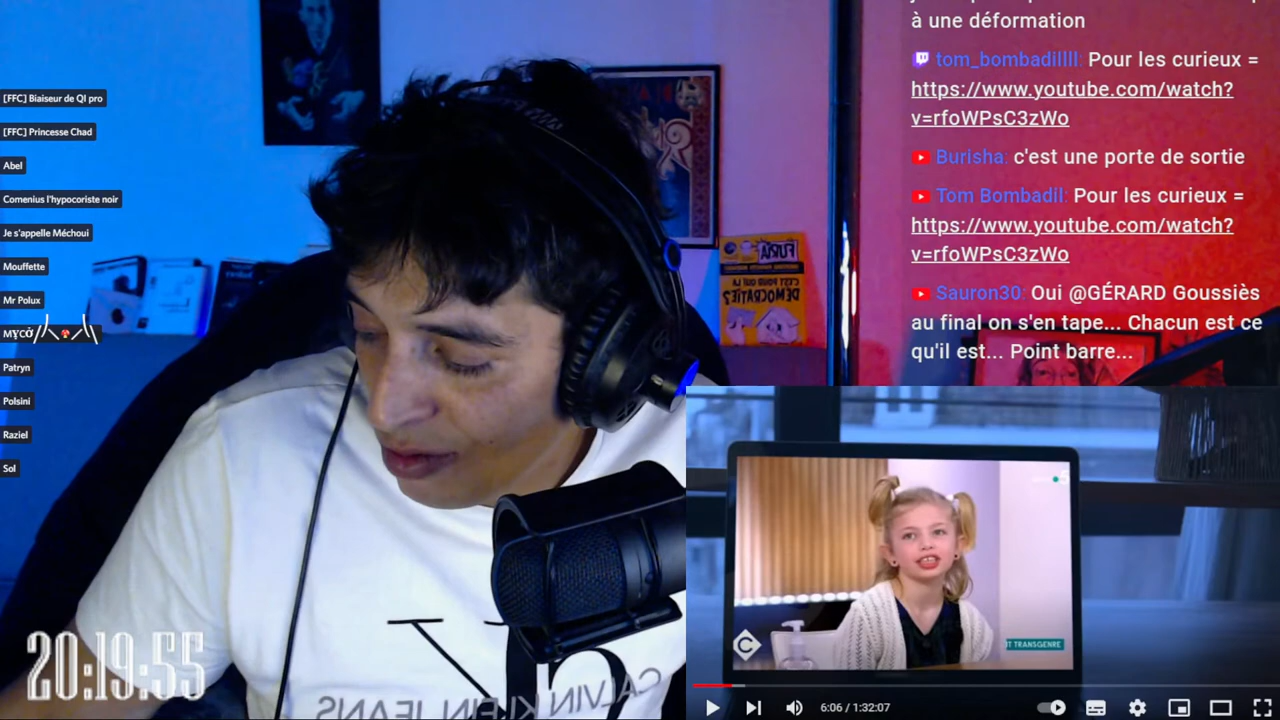 à une déformation
tom_bombadillll: Pour les curieux =
https://www.youtube.com/watch?
v=rfoWPsC3zWo
Burisha: c'est une porte de sortie
Tom Bombadil: Pour les curieux =
https://www.youtube.com/watch?
v=rfoWPsC3zWo
Sauron30: Oui @GÉRARD Goussiès
au final on s'en tape... Chacun est ce
qu'il est... Point barre...
[FFC] Biaiseur de QI pro
[FFC] Princesse Chad
Abel
Comenius l'hypocoriste noir
Je s'appelle Méchoui
Mouffette
Mr Polux
Patryn
Polsini
Raziel
Sol
FURIA
C'EST POUR QUI LA
DÉMOCRATIE?
CALVIN KLEIN JEANS
20:19:55
T TRANSGENRE
6:06 / 1:32:07